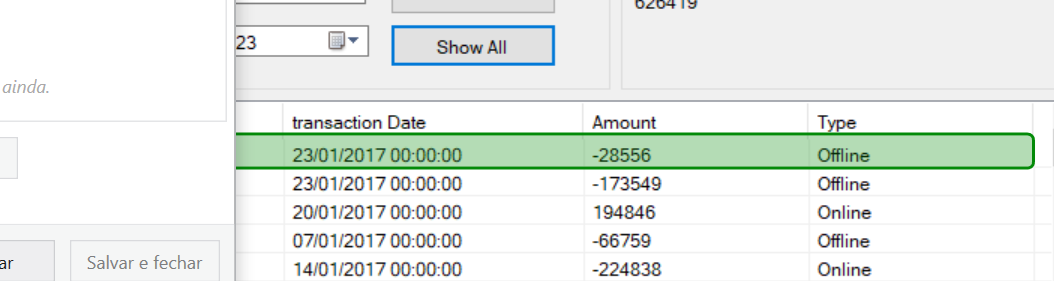 626419
23
Show All
ainda.
transaction Date Amount Type
23/01/2017 00:00:00 -28556 Offline
23/01/2017 00:00:00 -173549 Offline
20/01/2017 00:00:00 194846 Online
07/01/2017 00:00:00 -66759 Offline
14/01/2017 00:00:00 -224838 Online
ar Salvar e fechar